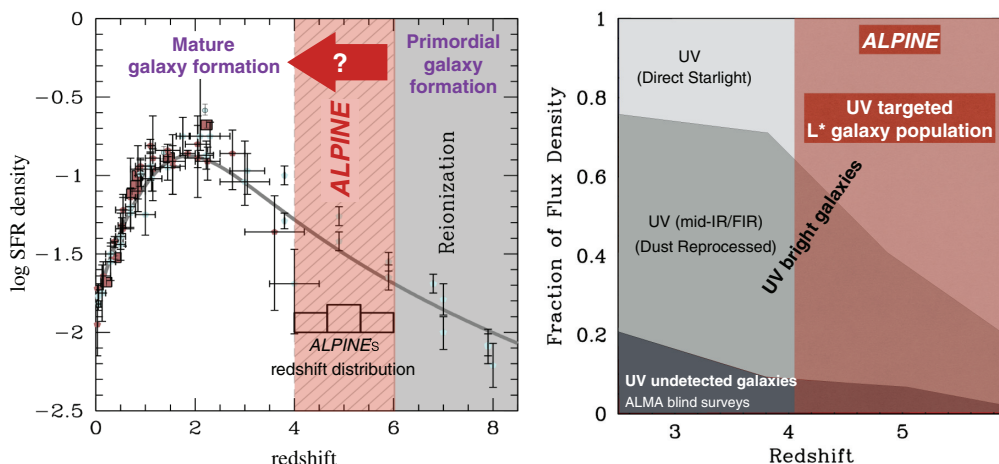 Mature
galaxy formation
?
Primordial
galaxy
formation
ALPINE
Reionization
ALPINEs
redshift distribution
log SFR density
−0.5
−1
−1.5
−2
−2.5
0
2
4
6
8
redshift
ALPINE
UV
(Direct Starlight)
UV targeted
L* galaxy population
UV (mid-IR/FIR)
(Dust Reprocessed)
UV bright galaxies
UV undetected galaxies
ALMA blind surveys
Fraction of Flux Density
1
0.8
0.6
0.4
0.2
0
3
4
5
Redshift